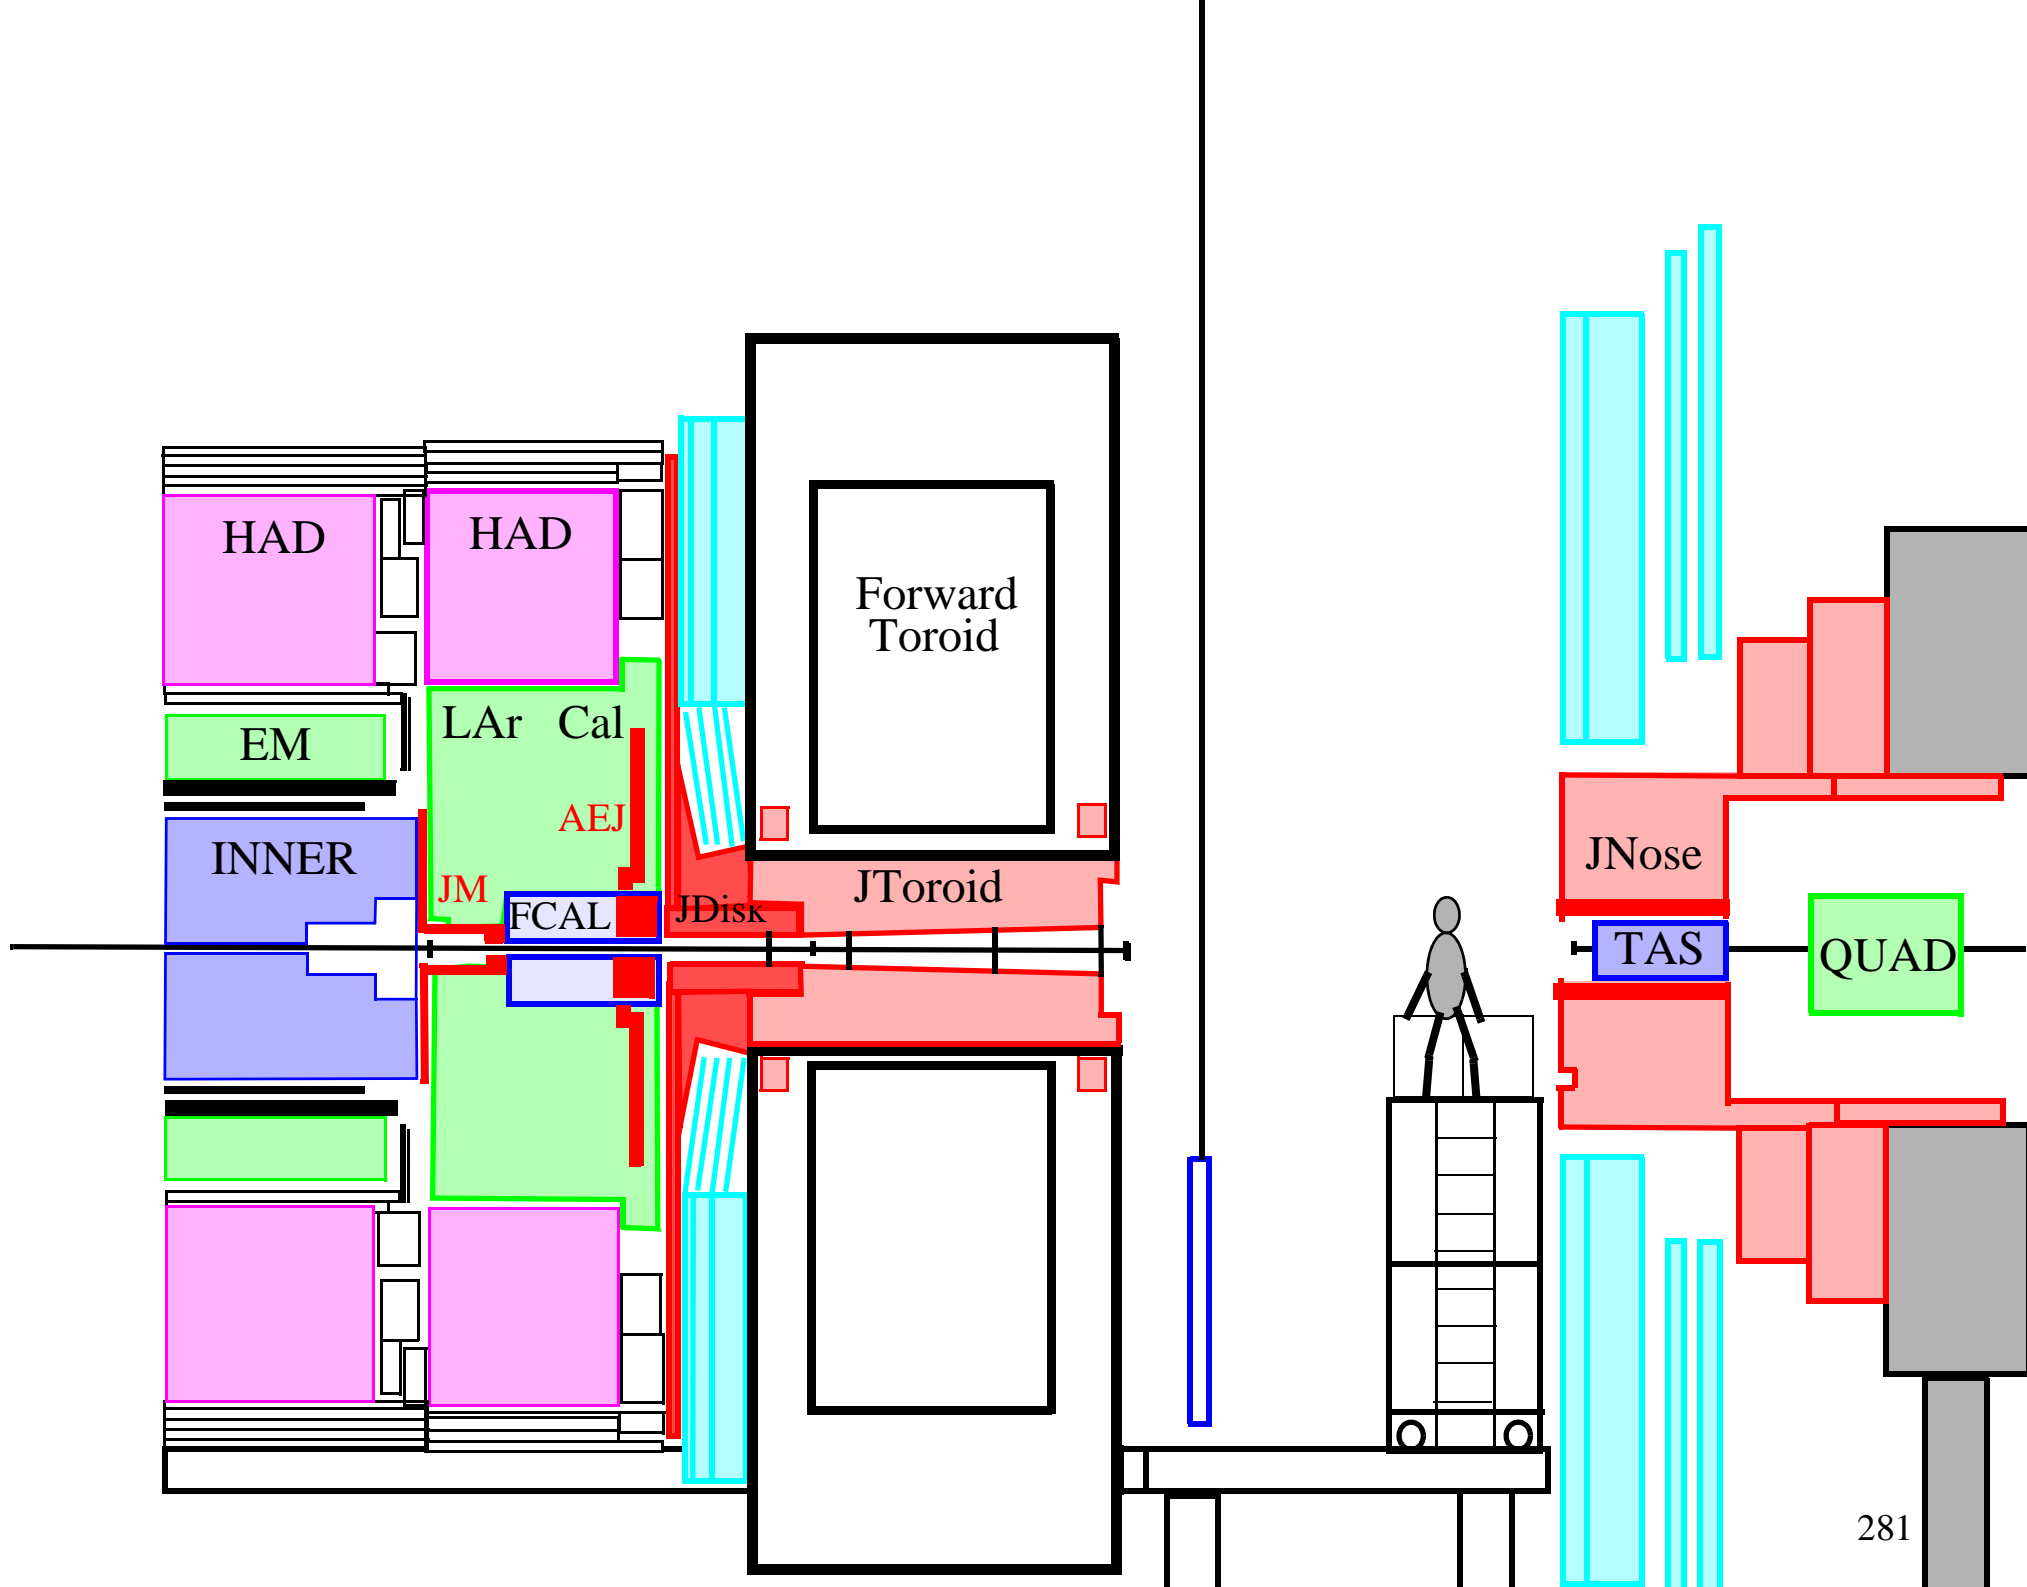 HAD
HAD
Forward
Toroid
LAr Cal
EM
AEJ
INNER
JM
FCAL
JDisk
JToroid
JNose
TAS
QUAD
281